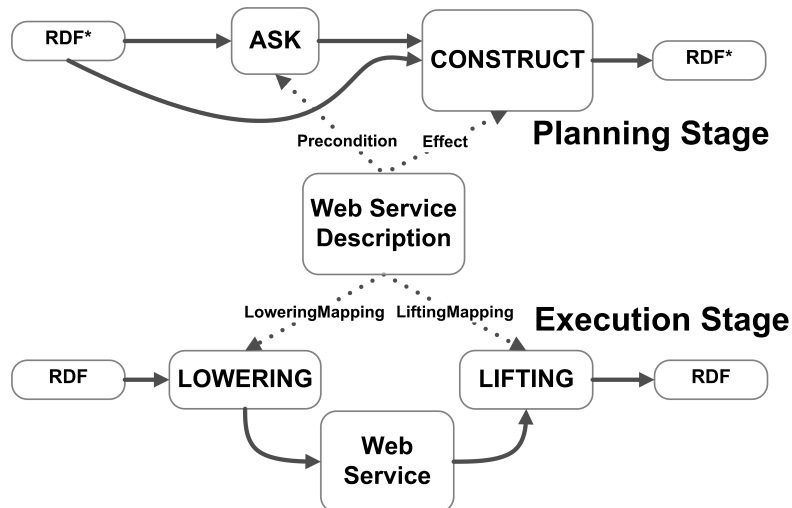 RDF*
ASK
CONSTRUCT
RDF*
Precondition
Effect
Planning Stage
Web Service
Description
LoweringMapping
LiftingMapping
Execution Stage
RDF
LOWERING
LIFTING
RDF
Web
Service